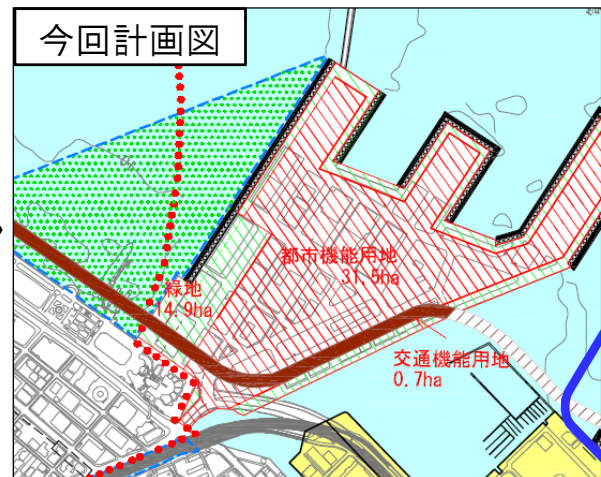 今回計画図
都市機能用地
31.5ha
緑地
14.9ha
交通機能用地
0.7ha